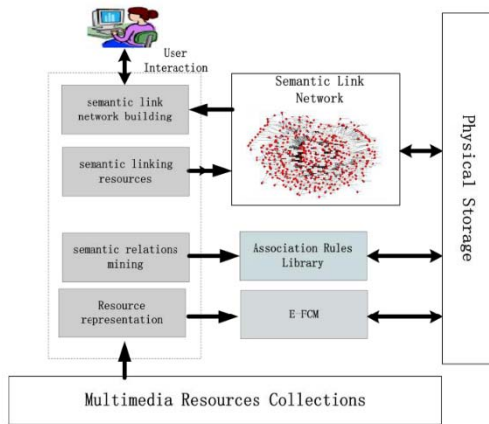 User
Interaction
semantic link
network building
Semantic Link
Network
semantic linking
resources
semantic relations
mining
Association Rules
Library
Resource
representation
E-FCM
Physical Storage
Multimedia Resources Collections